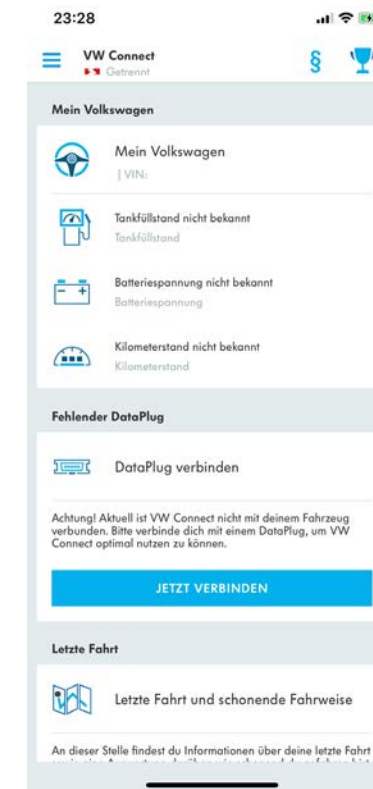 23:28
VW Connect
Getrennt
§
Mein Volkswagen
Mein Volkswagen
| VIN:
Tankfüllstand nicht bekannt
Tankfüllstand
Batteriespannung nicht bekannt
Batteriespannung
Kilometerstand nicht bekannt
Kilometerstand
Fehlender DataPlug
DataPlug verbinden
Achtung! Aktuell ist VW Connect nicht mit deinem Fahrzeug
verbunden. Bitte verbinde dich mit einem DataPlug, um VW
Connect optimal nutzen zu können.
JETZT VERBINDEN
Letzte Fahrt
Letzte Fahrt und schonende Fahrweise
An dieser Stelle findest du Informationen über deine letzte Fahrt